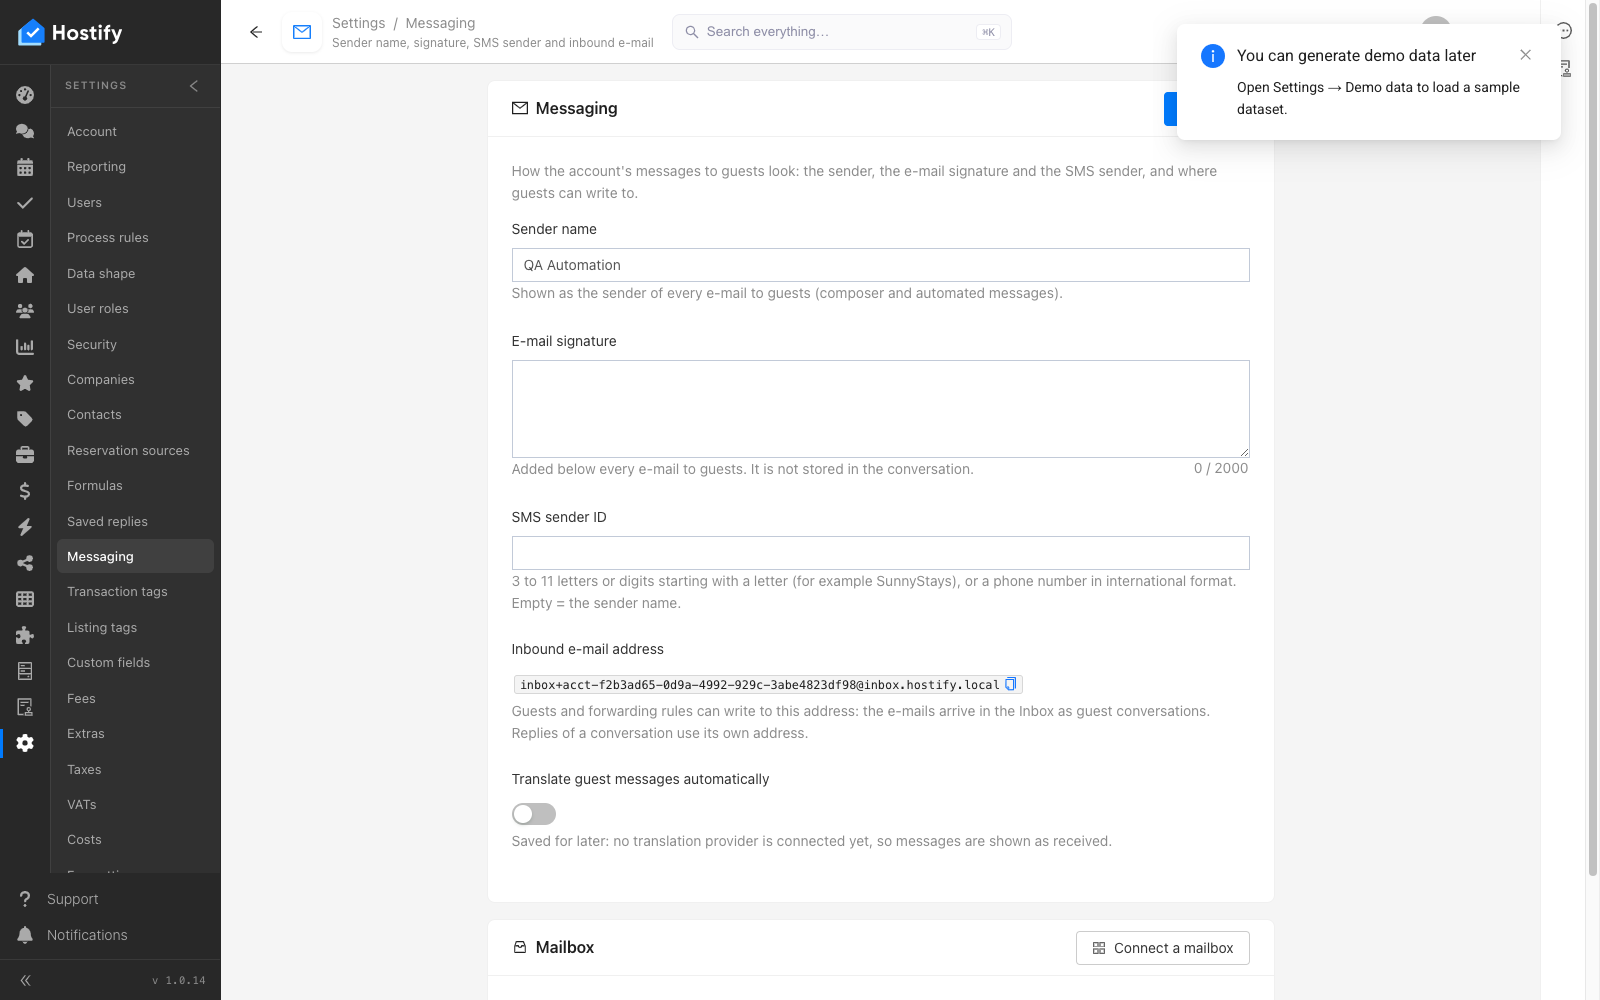 Hostify
Settings / Messaging
Sender name, signature, SMS sender and inbound e-mail
Search everything...
⌘K
You can generate demo data later
Open Settings → Demo data to load a sample
dataset.
SETTINGS
Account
Reporting
Users
Process rules
Data shape
User roles
Security
Companies
Contacts
Reservation sources
Formulas
Saved replies
Messaging
Transaction tags
Listing tags
Custom fields
Fees
Extras
Taxes
VATs
Costs
Support
Notifications
v 1.0.14
Messaging
How the account's messages to guests look: the sender, the e-mail signature and the SMS sender, and where
guests can write to.
Sender name
QA Automation
Shown as the sender of every e-mail to guests (composer and automated messages).
E-mail signature
Added below every e-mail to guests. It is not stored in the conversation.
0 / 2000
SMS sender ID
3 to 11 letters or digits starting with a letter (for example SunnyStays), or a phone number in international format.
Empty = the sender name.
Inbound e-mail address
inbox+acct-f2b3ad65-0d9a-4992-929c-3abe4823df98@inbox.hostify.local
Guests and forwarding rules can write to this address: the e-mails arrive in the Inbox as guest conversations.
Replies of a conversation use its own address.
Translate guest messages automatically
Saved for later: no translation provider is connected yet, so messages are shown as received.
Mailbox
Connect a mailbox